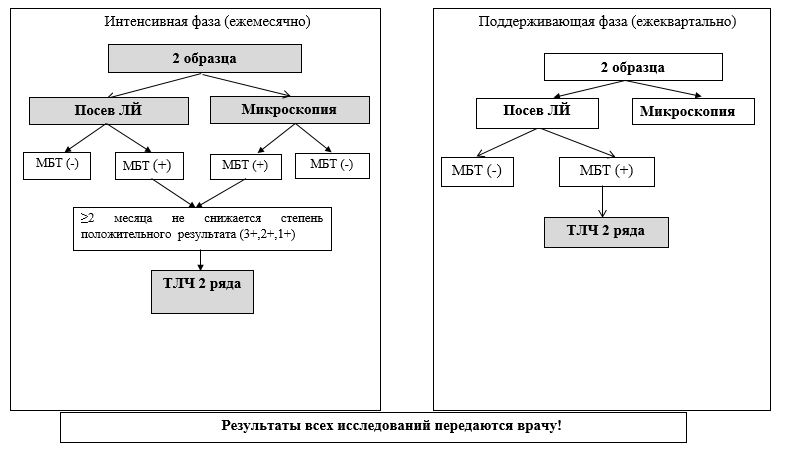 Интенсивная фаза (ежемесячно)
2 образца
Посев ЛЙ
Микроскопия
МБТ (-)
МБТ (+)
МБТ (+)
МБТ (-)
≥2 месяца не снижается степень
положительного результата (3+,2+,1+)
ТЛЧ 2 ряда
Поддерживающая фаза (ежеквартально)
2 образца
Посев ЛЙ
Микроскопия
МБТ (-)
МБТ (+)
ТЛЧ 2 ряда
Результаты всех исследований передаются врачу!